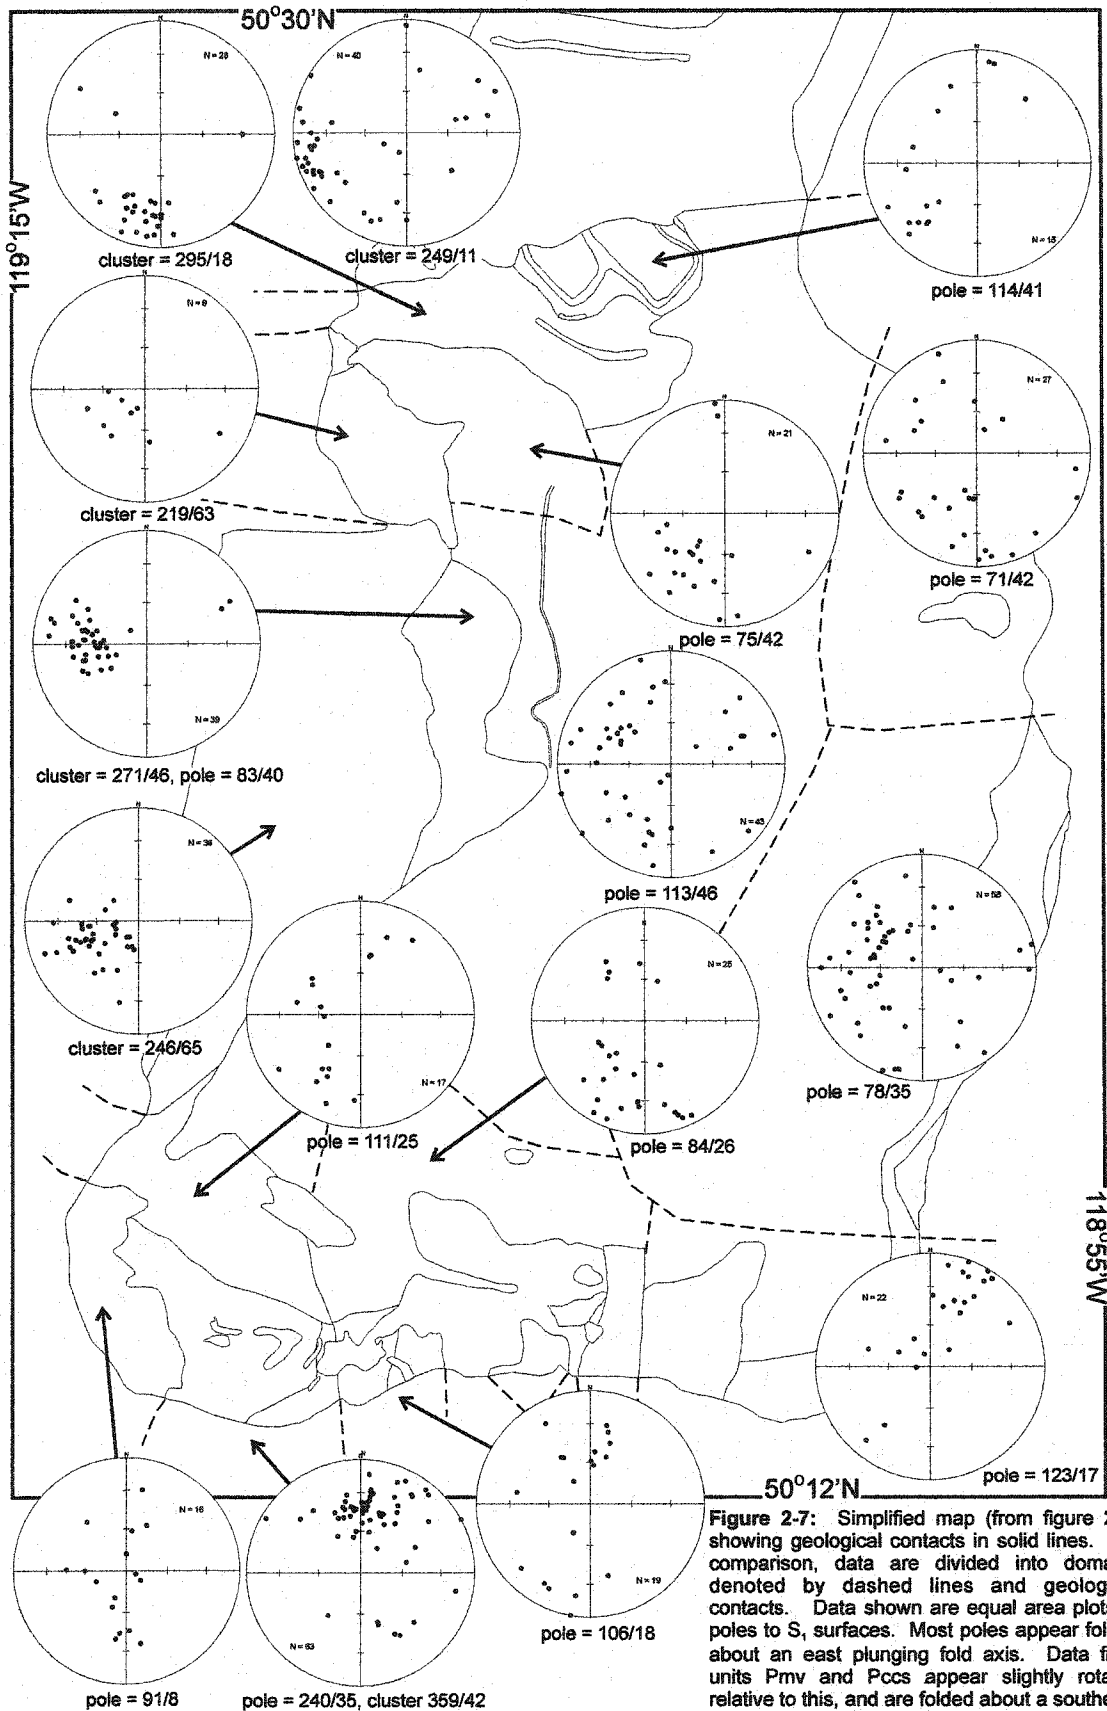 50°30'N
N
N=28
N
N=40
N
N=15
119°15'W
cluster = 295/18
cluster = 249/11
pole = 114/41
N
N=9
N
N=27
N
N=21
cluster = 219/63
pole = 71/42
N
N=39
pole = 75/42
N
N=43
cluster = 271/46, pole = 83/40
N
N=36
pole = 113/46
N
N=58
N
N=17
N
N=25
cluster = 246/65
pole = 78/35
pole = 111/25
pole = 84/26
118°55'W
N
N=22
N
N=19
pole = 123/17
50°12'N
N
N=16
N
N=63
Figure 2-7: Simplified map (from figure
showing geological contacts in solid lines.
comparison, data are divided into
denoted by dashed lines and
contacts. Data shown are equal area
poles to S, surfaces. Most poles appear
about an east plunging fold axis. Data
units Pmv and Pccs appear slightly
relative to this, and are folded about a
pole = 106/18
pole = 91/8
pole = 240/35, cluster 359/42